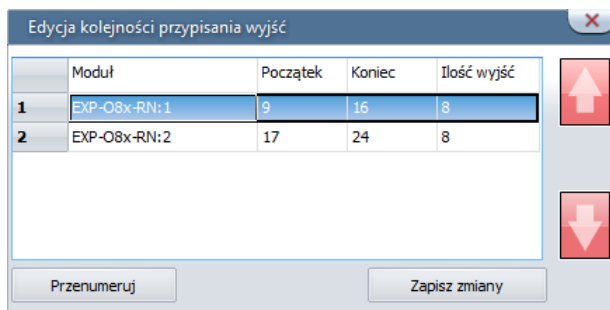 Edycja kolejności przypisania wyjść
Moduł Początek Koniec Ilość wyjść
1 EXP-O8x-RN:1 9 16 8
2 EXP-O8x-RN:2 17 24 8
Przenumeruj Zapisz zmiany